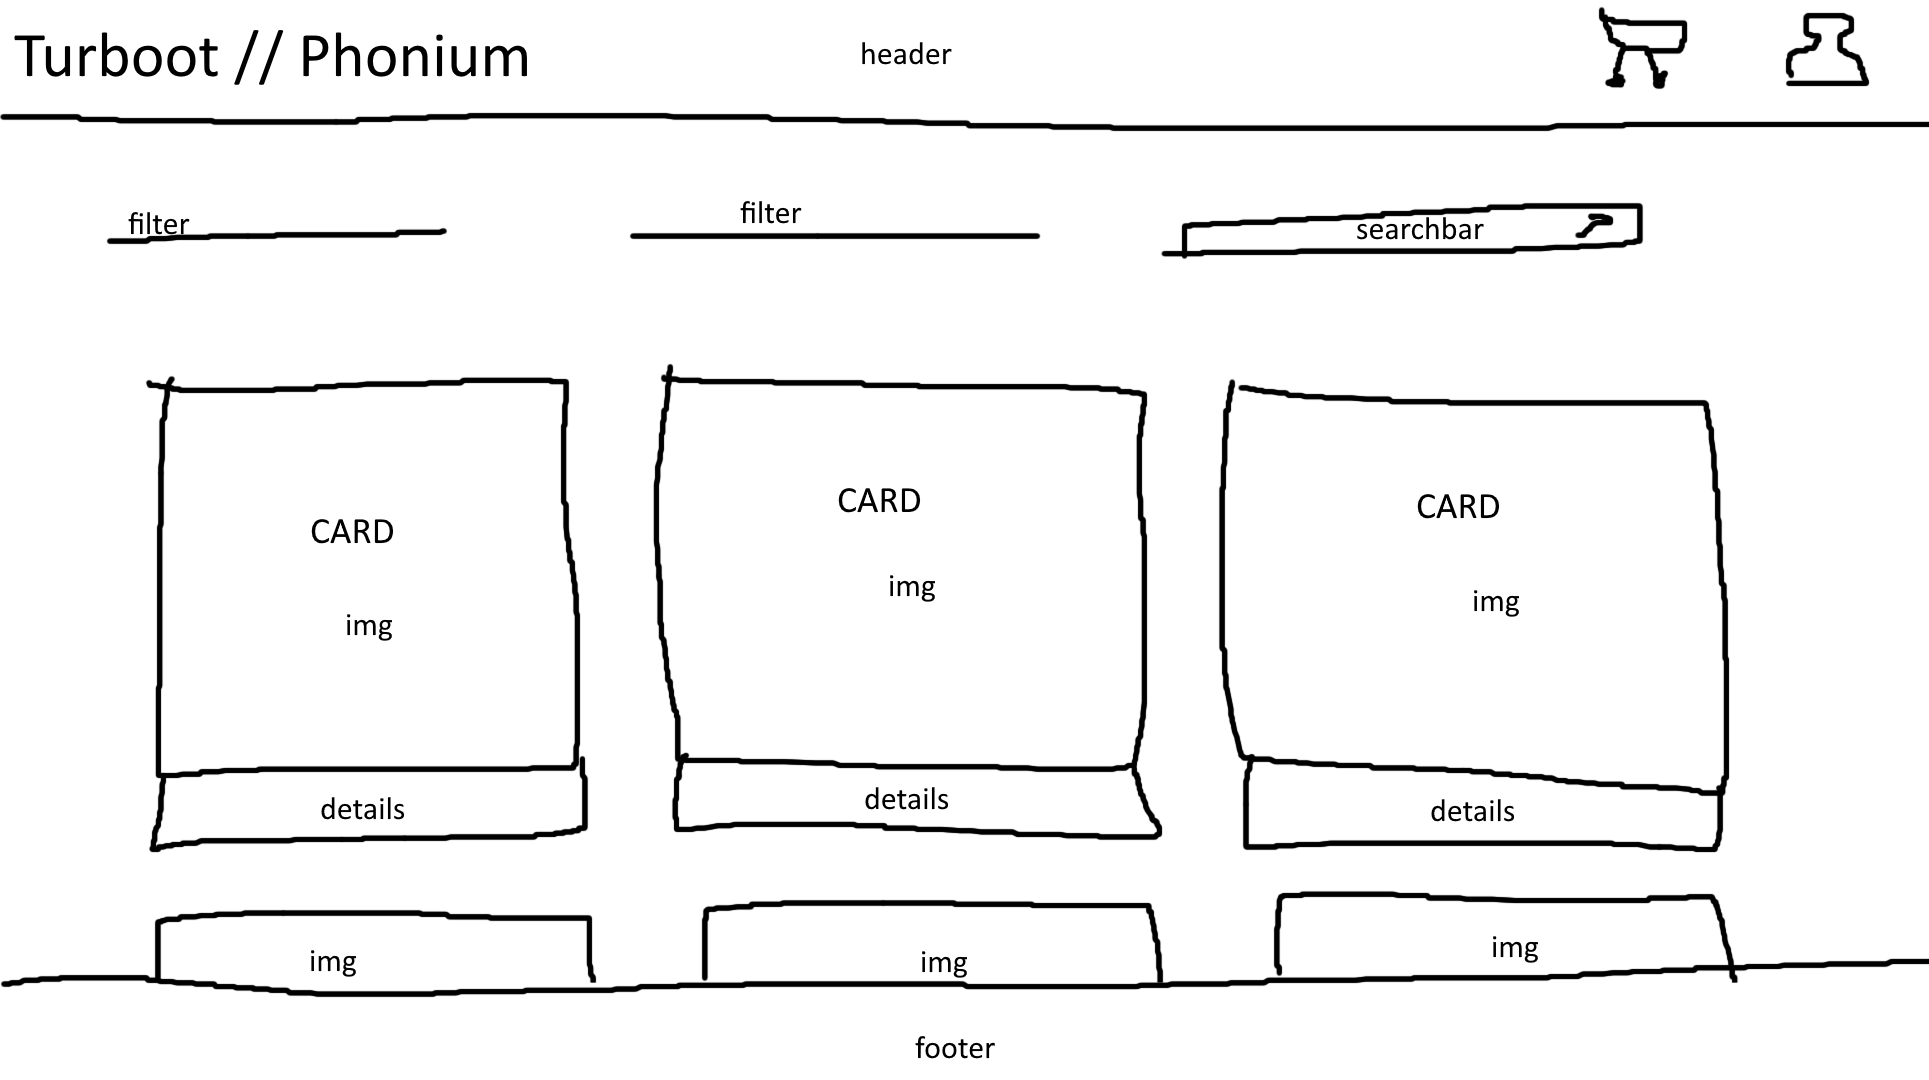 Turboot // Phonium
header
filter
filter
searchbar
CARD
img
details
CARD
img
details
CARD
img
details
img
img
img
footer